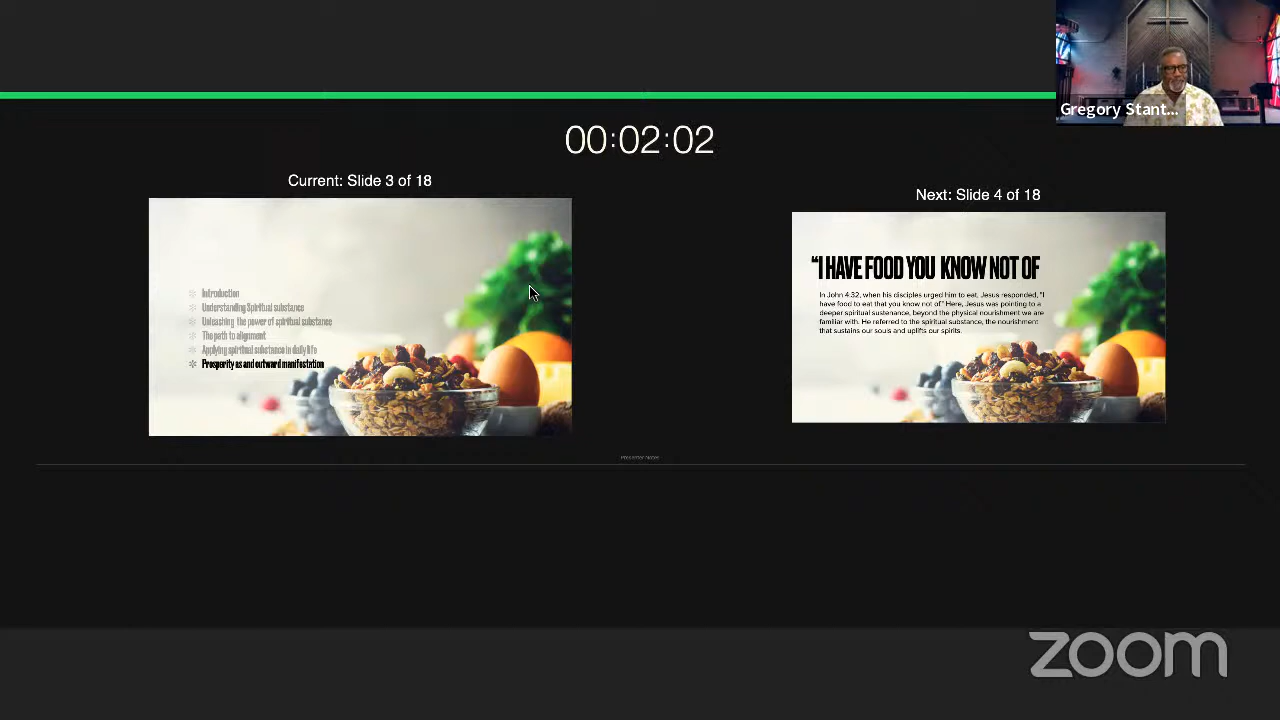 Gregory Stant...
00:02:02
Current: Slide 3 of 18
Next: Slide 4 of 18
Introduction
Understanding Spiritual substance
Unleaching the power of spiritual substance
The path to alignment
Applying spiritual substance in daily life
Prosperity as and outward manifestation
“I HAVE FOOD YOU KNOW NOT OF
In John 4:32, when his disciples urged him to eat, Jesus responded, "I
have food to eat that you know not of" Here, Jesus was pointing to a
deeper spiritual sustenance, beyond the physical nourishment we are
familiar with. He referred to the spiritual substance, the nourishment
that sustains our souls and uplifts our spirits.
Presenter Notes
zoom